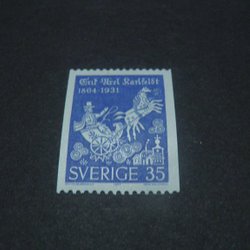 Erik Axel Karlfeldt
1864-1931
SVERIGE 35